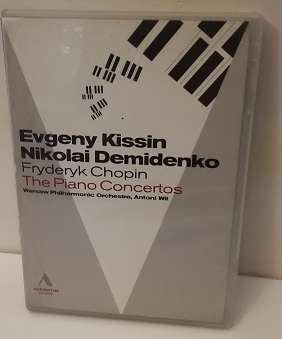 Evgeny Kissin
Nikolai Demidenko
Fryderyk Chopin
The Piano Concertos
Warsaw Philharmonic Orchestra, Antoni Wit